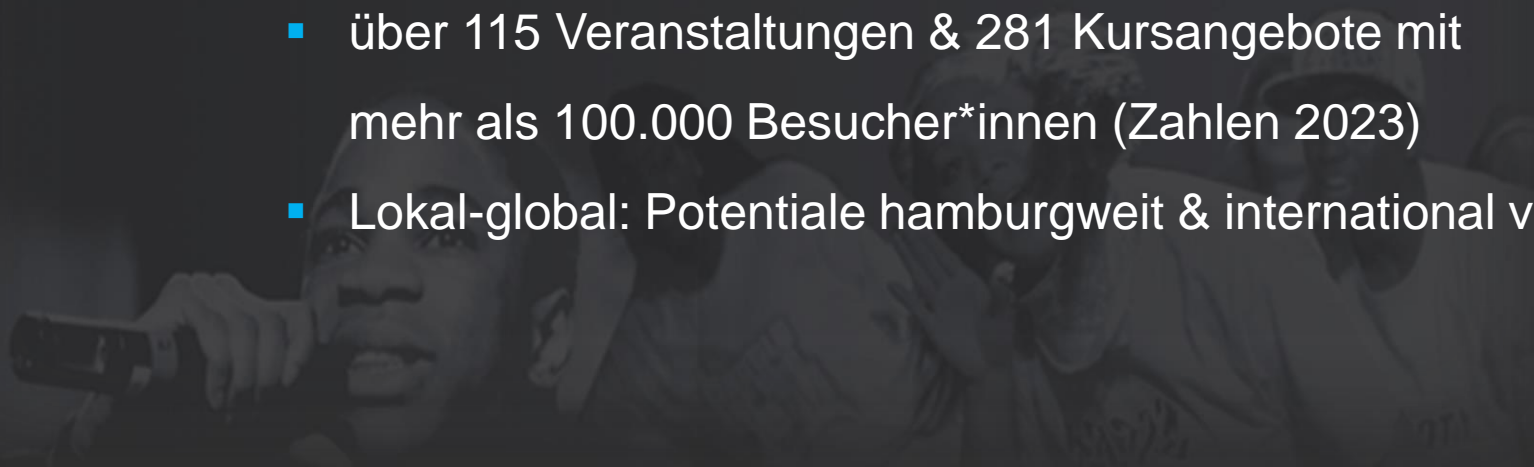 ▪ über 115 Veranstaltungen & 281 Kursangebote mit
mehr als 100.000 Besucher*innen (Zahlen 2023)
▪ Lokal-global: Potentiale hamburgweit & international v